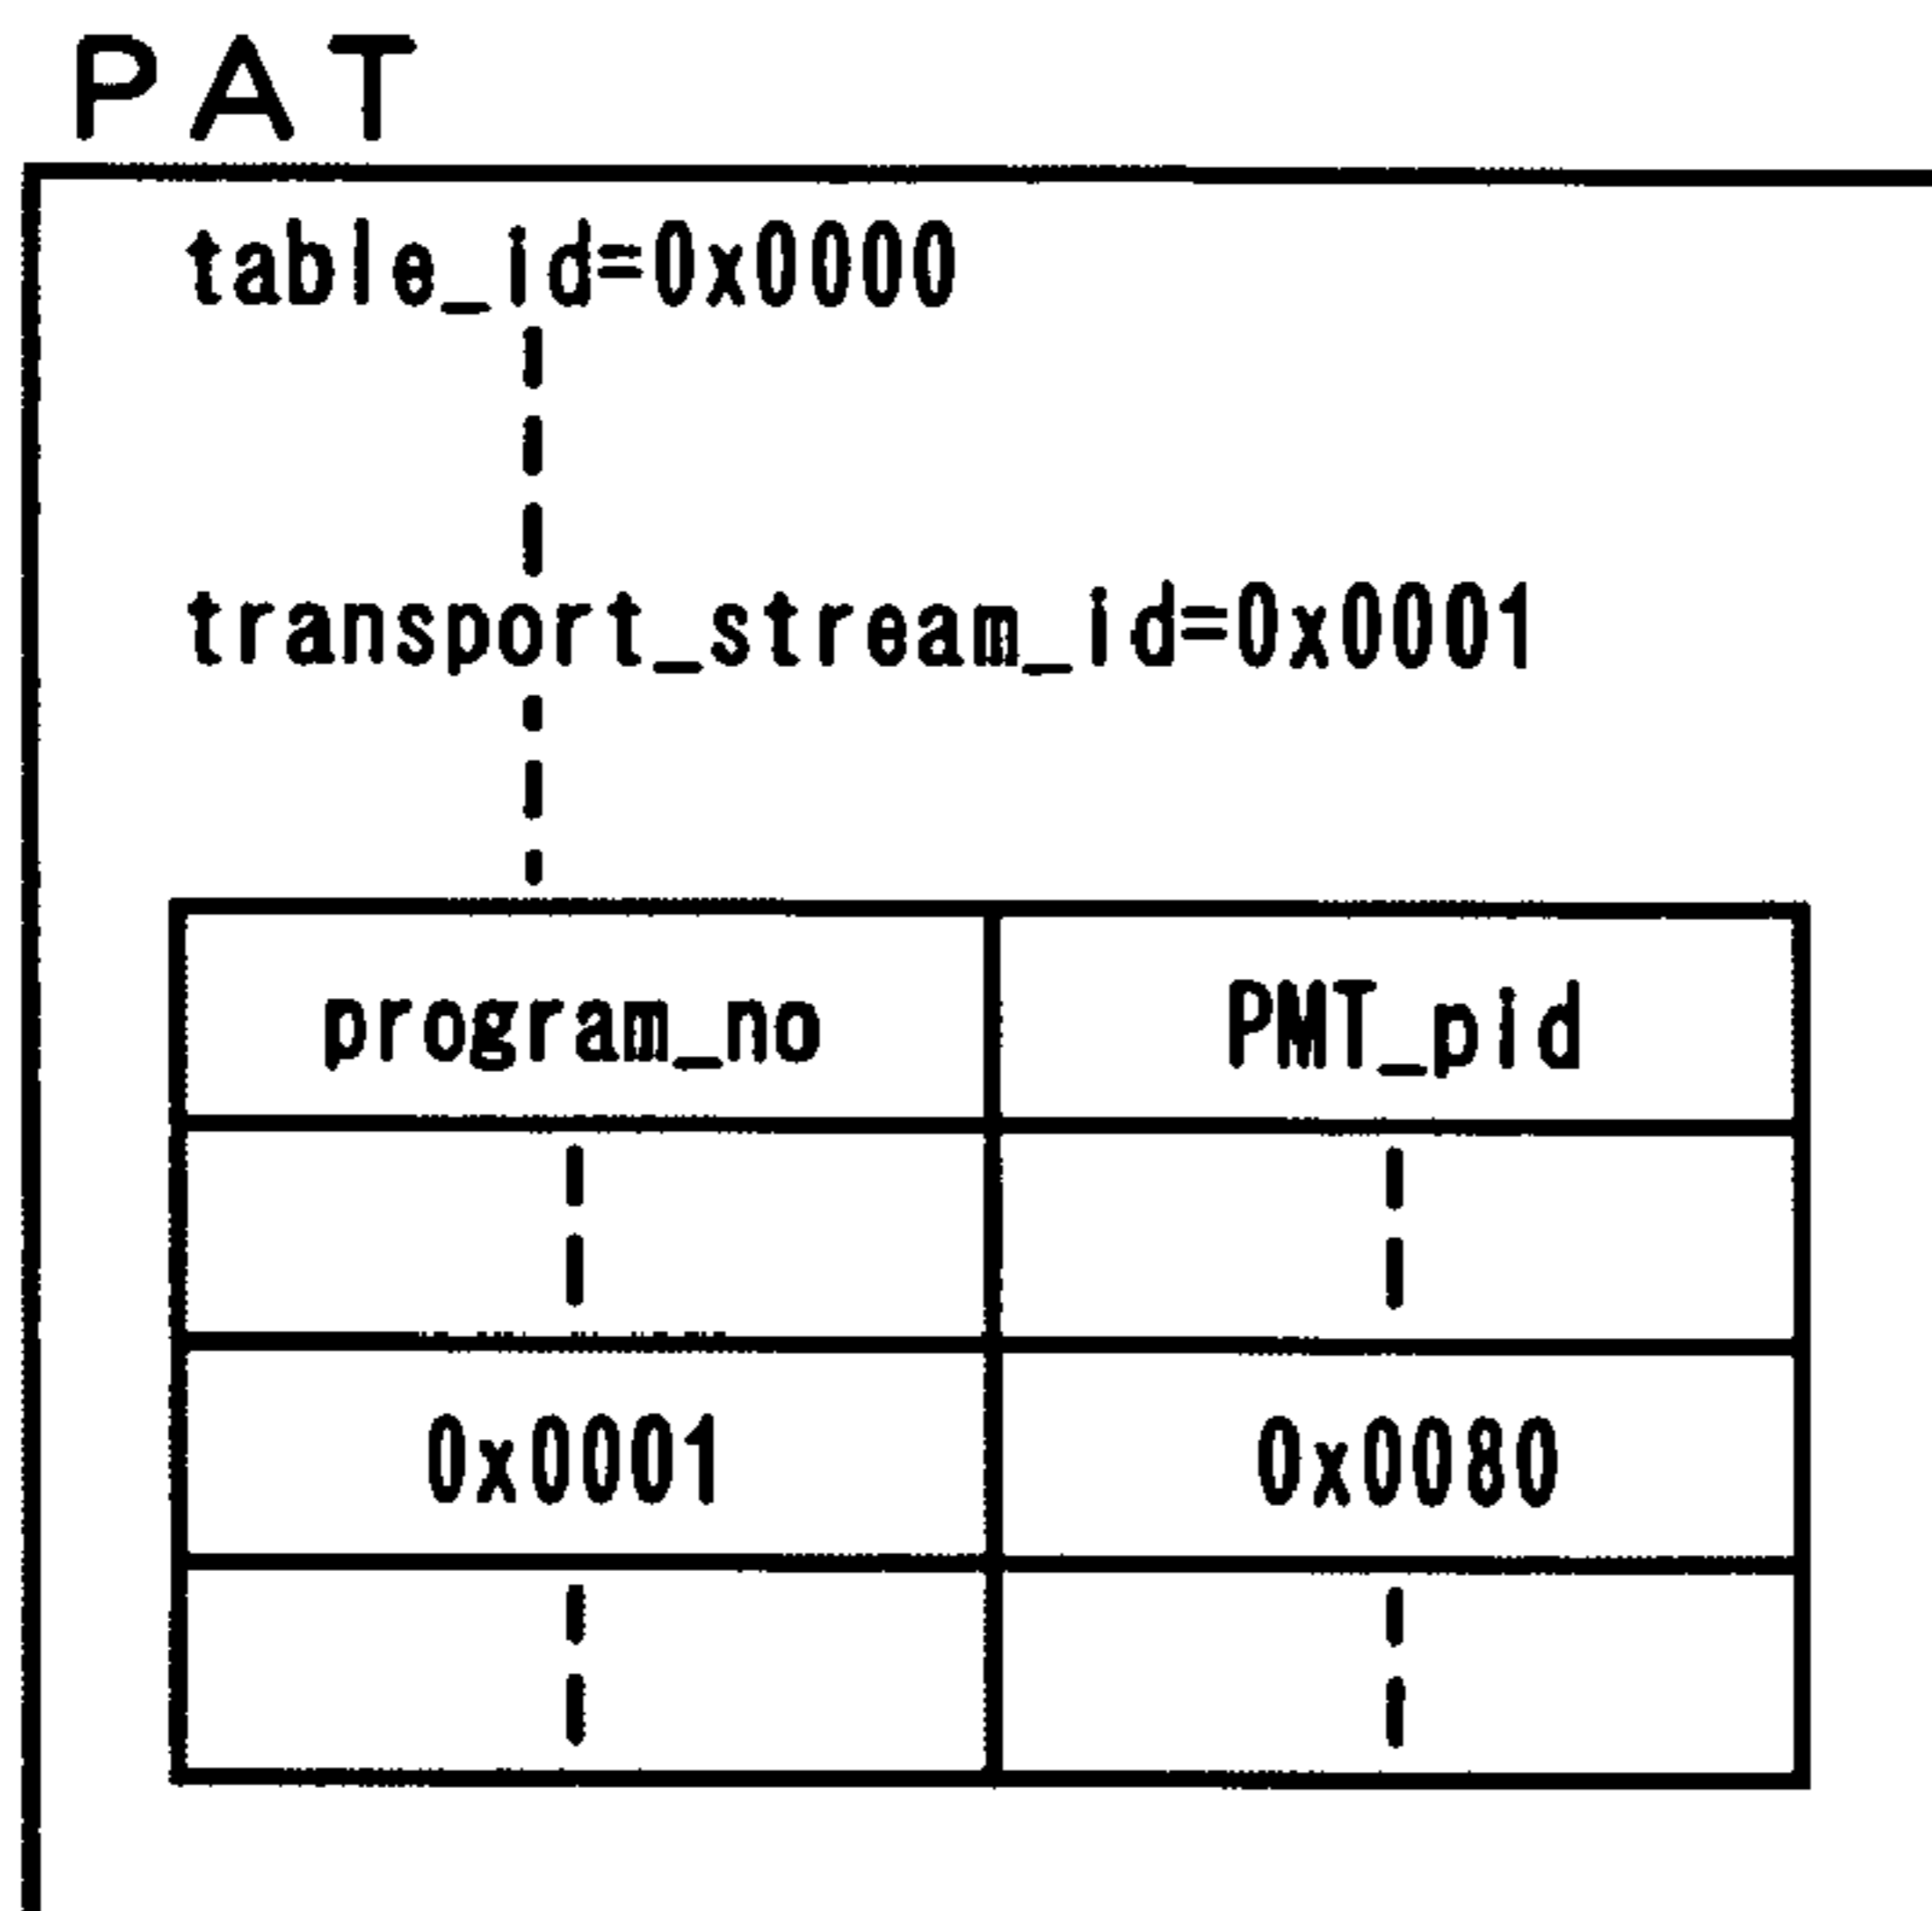 PAT
table_id=0x0000
transport_stream_id=0x0001
program_no PMT_pid
0x0001 0x0080